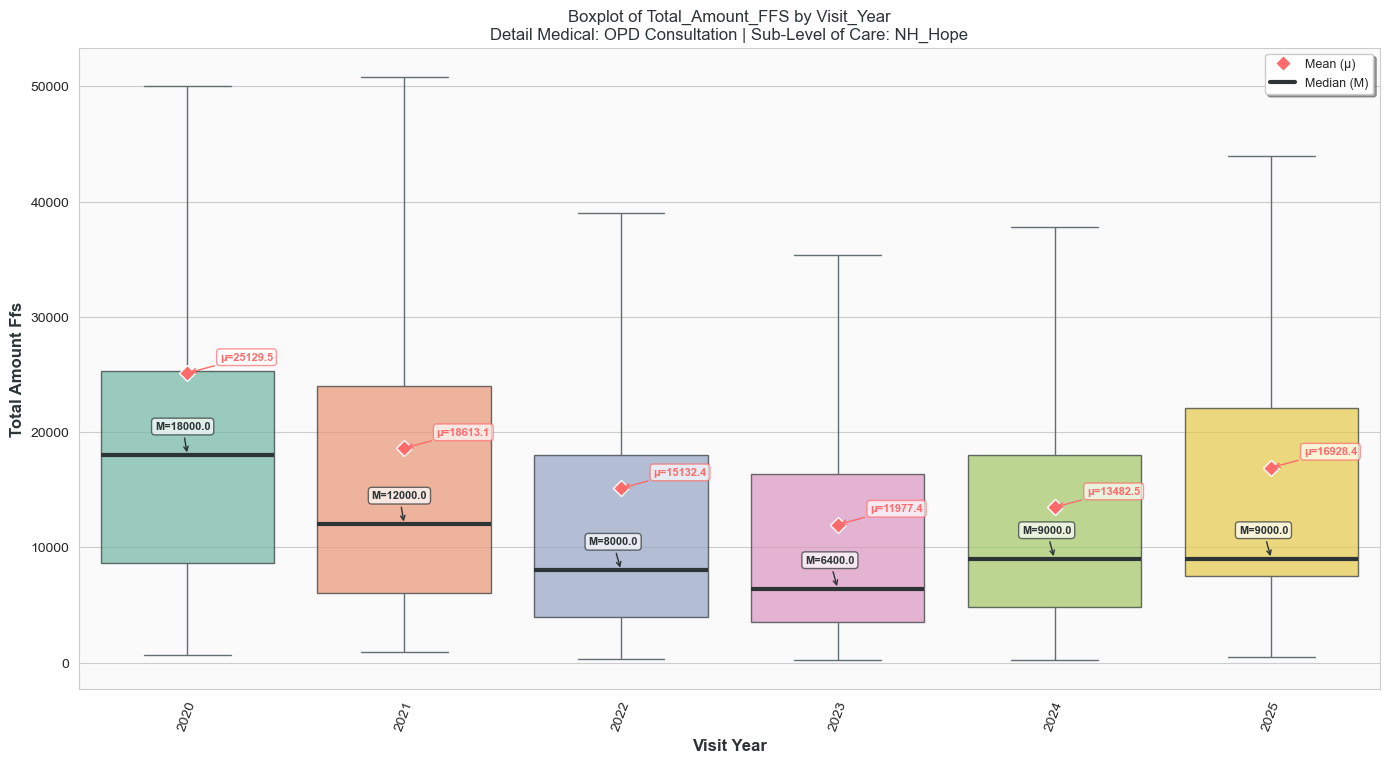 Boxplot of Total_Amount_FFS by Visit_Year
Detail Medical: OPD Consultation | Sub-Level of Care: NH_Hope
Mean (μ)
Median (M)
Total Amount Ffs
50000
40000
30000
20000
10000
0
μ=25129.5
M=18000.0
μ=18613.1
M=12000.0
μ=15132.4
M=8000.0
μ=11977.4
M=6400.0
μ=13482.5
M=9000.0
μ=16928.4
M=9000.0
2020
2021
2022
2023
2024
2025
Visit Year